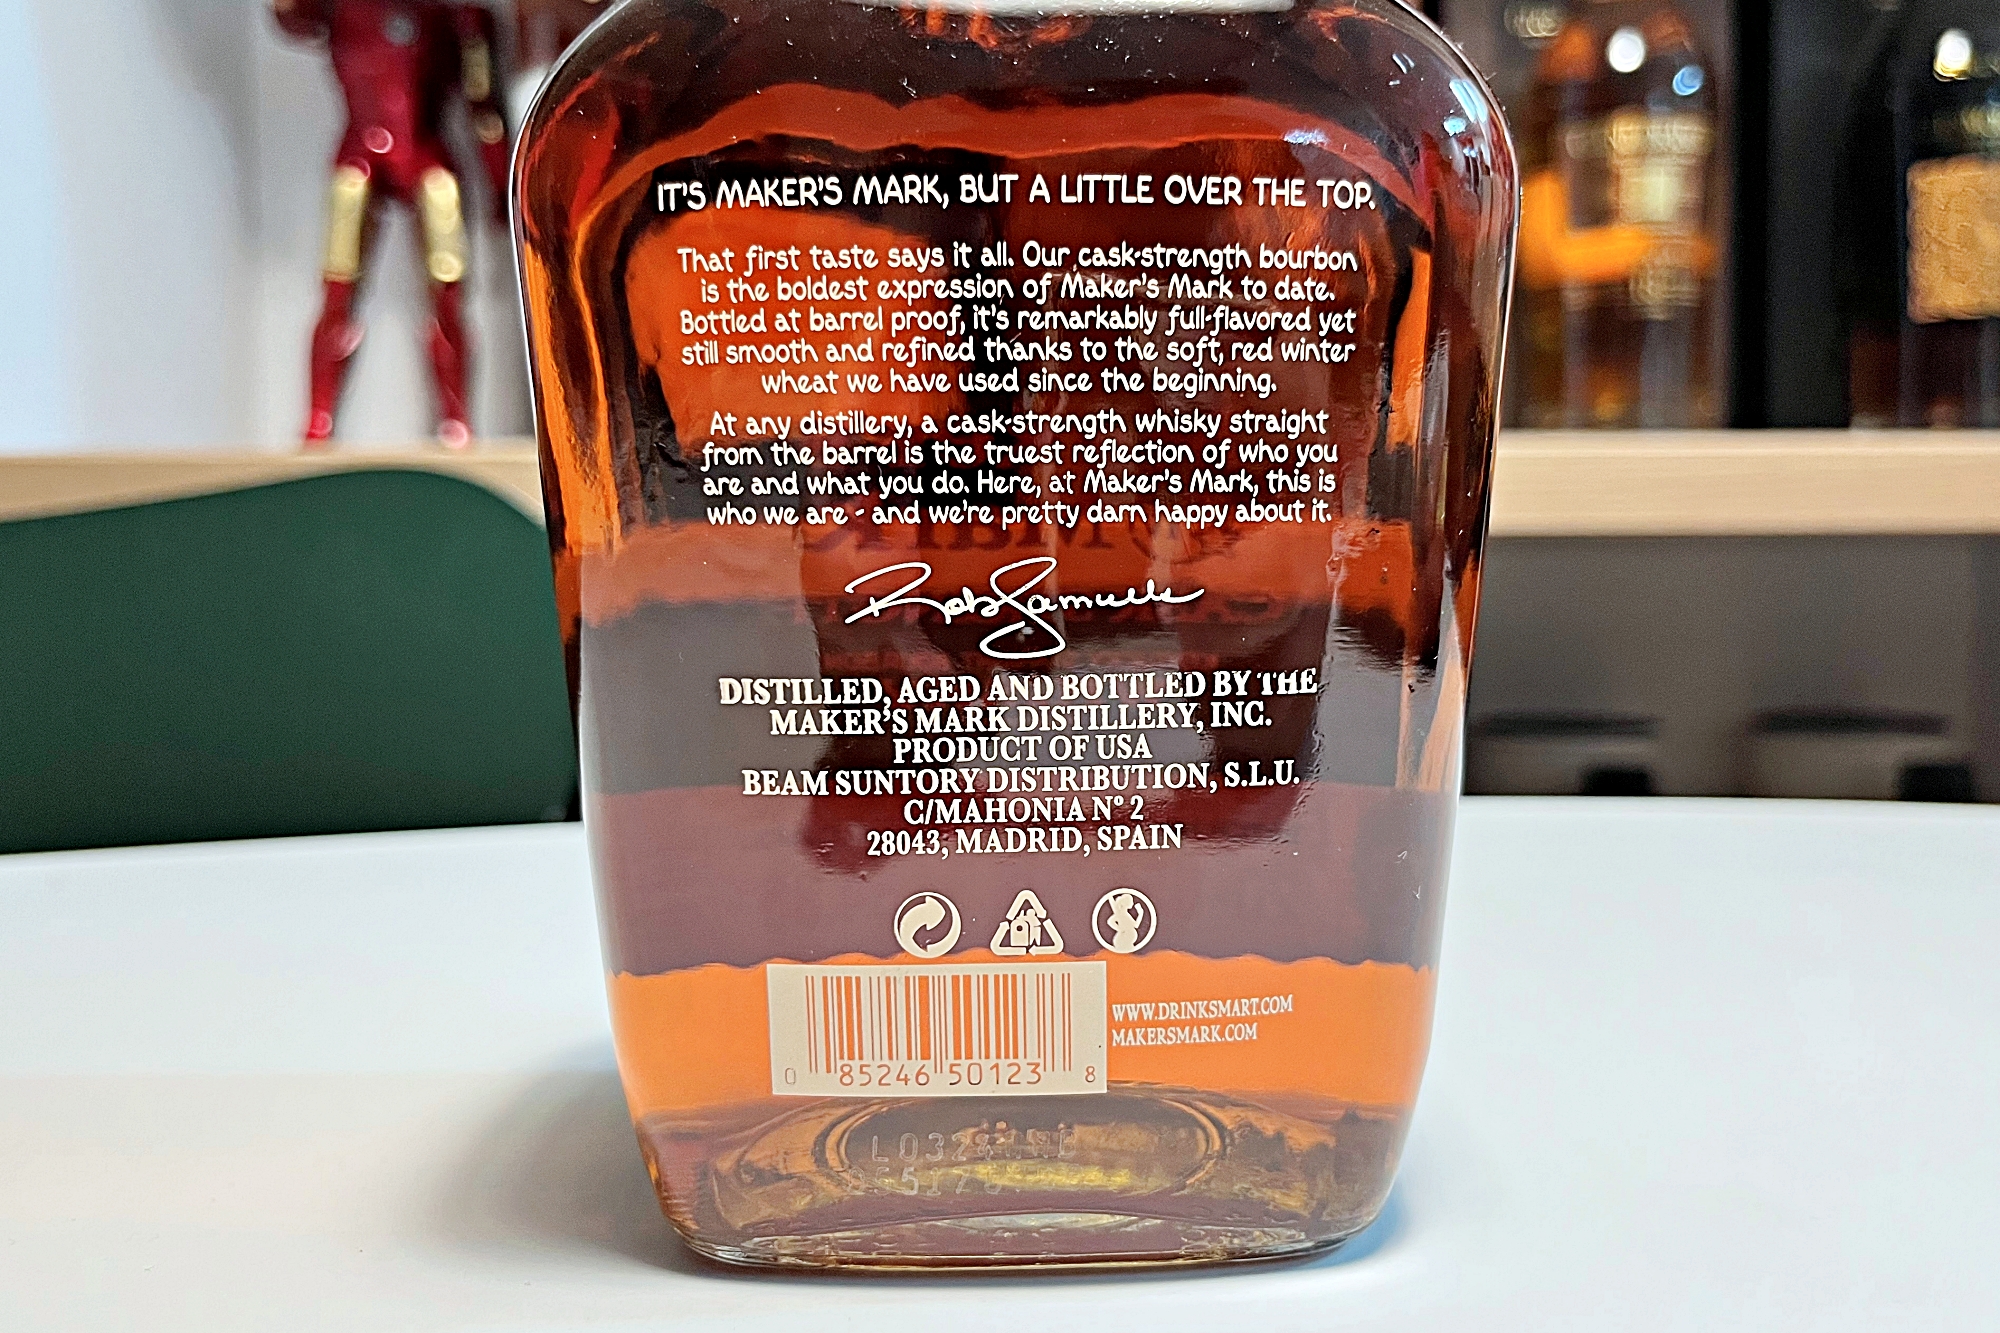 IT'S MAKER'S MARK, BUT A LITTLE OVER THE TOP.
That first taste says it all. Our cask-strength bourbon
is the boldest expression of Maker's Mark to date.
Bottled at barrel proof, it's remarkably full-flavored yet
still smooth and refined thanks to the soft, red winter
wheat we have used since the beginning.
At any distillery, a cask-strength whisky straight
from the barrel is the truest reflection of who you
are and what you do. Here, at Maker's Mark, this is
who we are - and we're pretty darn happy about it.
Rob Samuels
DISTILLED, AGED AND BOTTLED BY THE
MAKER'S MARK DISTILLERY, INC.
PRODUCT OF USA
BEAM SUNTORY DISTRIBUTION, S.L.U.
C/MAHONIA Nº 2
28043, MADRID, SPAIN
WWW.DRINKSMART.COM
MAKERSMARK.COM
0 85246 50123 8